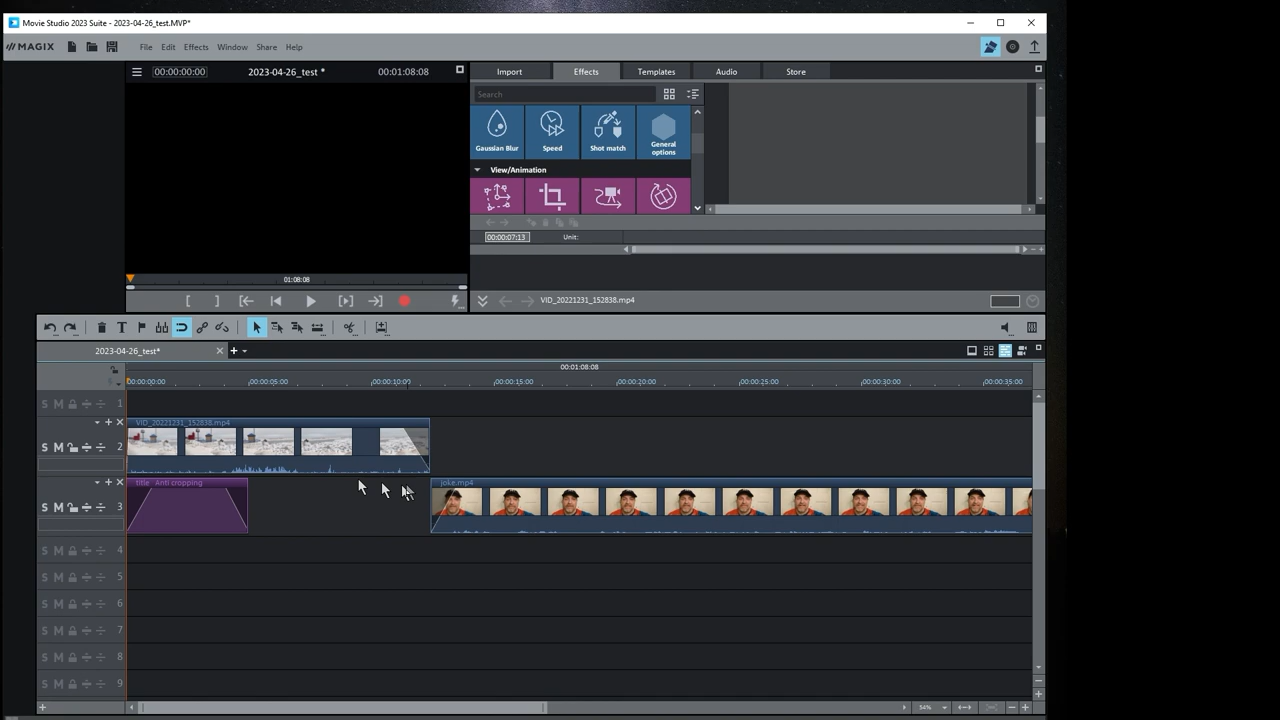 Movie Studio 2023 Suite - 2023-04-26_test.MVP*
MAGIX
File Edit Effects Window Share Help
00:00:00:00 2023-04-26_test * 00:01:08:08
Import Effects Templates Audio Store
Search
Gaussian Blur Speed Shot match General options
View/Animation
00:00:07:13 Unit:
01:08:08
VID_20221231_152838.mp4
2023-04-26_test*
00:01:08:08
00:00:00:00 00:00:05:00 00:00:10:00 00:00:15:00 00:00:20:00 00:00:25:00 00:00:30:00 00:00:35:00
S M 1
VID_20221231_152838.mp4
S M 2
title Anti cropping joke.mp4
S M 3
S M 4
S M 5
S M 6
S M 7
S M 8
S M 9
54%